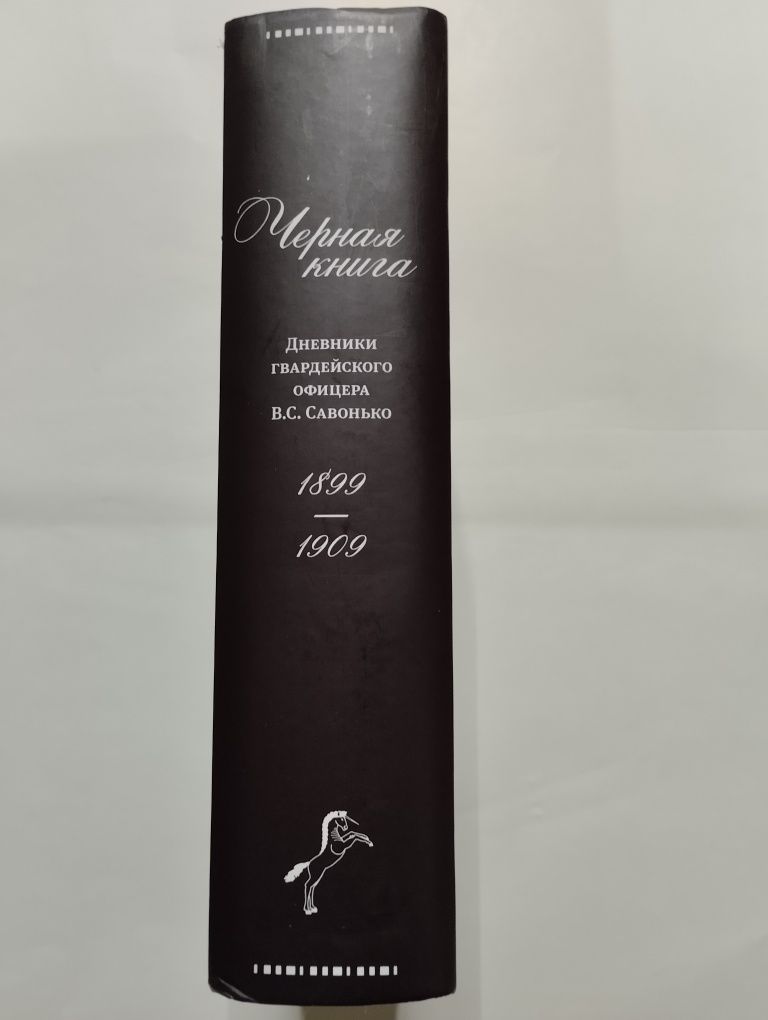 Черная
книга
Дневники
гвардейского
офицера
В.С. Савонько
1899
—
1909